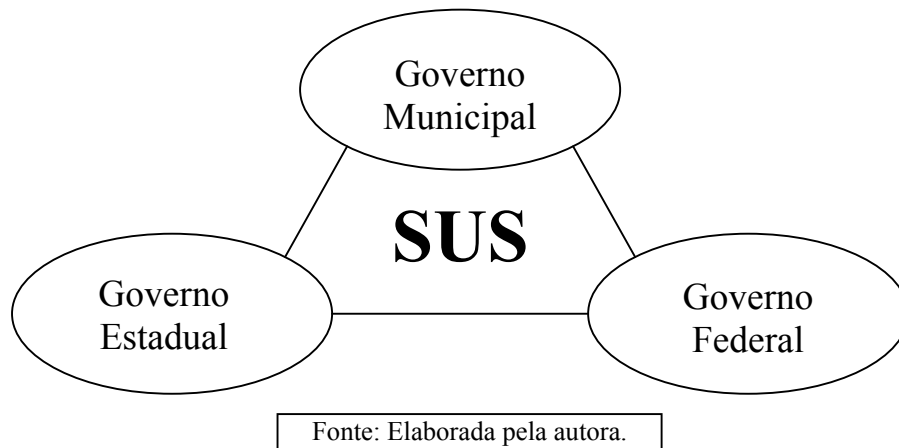 Governo
Municipal
SUS
Governo
Estadual
Governo
Federal
Fonte: Elaborada pela autora.